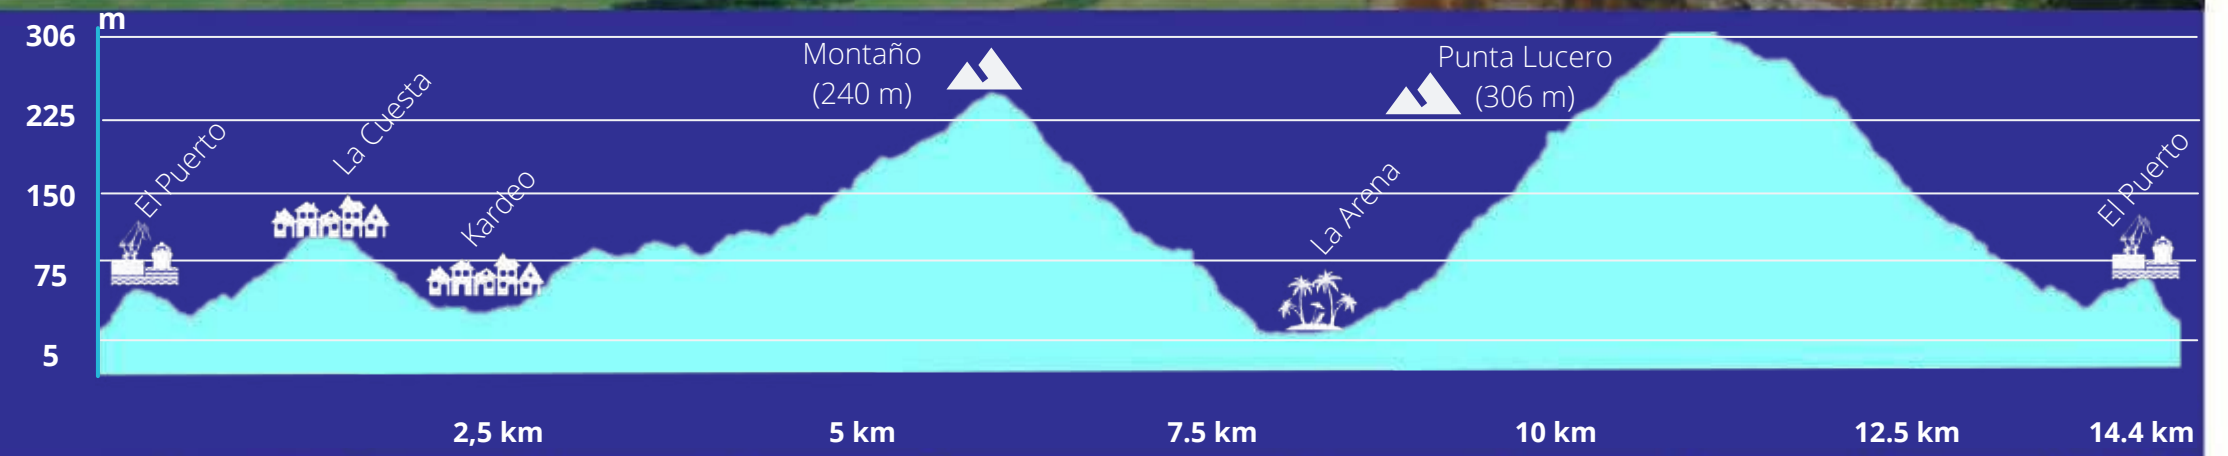 m
306
225
150
75
5
El Puerto
La Cuesta
Kardeo
Montaño
(240 m)
La Arena
Punta Lucero
(306 m)
El Puerto
2,5 km
5 km
7.5 km
10 km
12.5 km
14.4 km